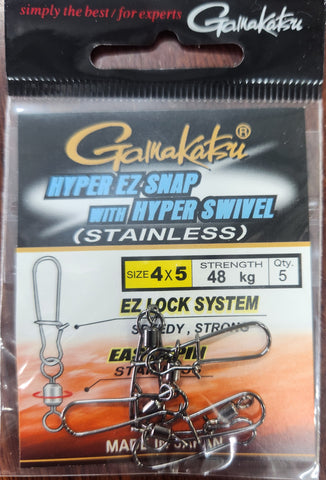 simply the best / for experts
Gamakatsu
Gamakatsu®
HYPER EZ SNAP
WITH HYPER SWIVEL
(STAINLESS)
SIZE 4x5 STRENGTH 48 kg Qty. 5
EZ LOCK SYSTEM
SPEEDY, STRONG
MADE IN